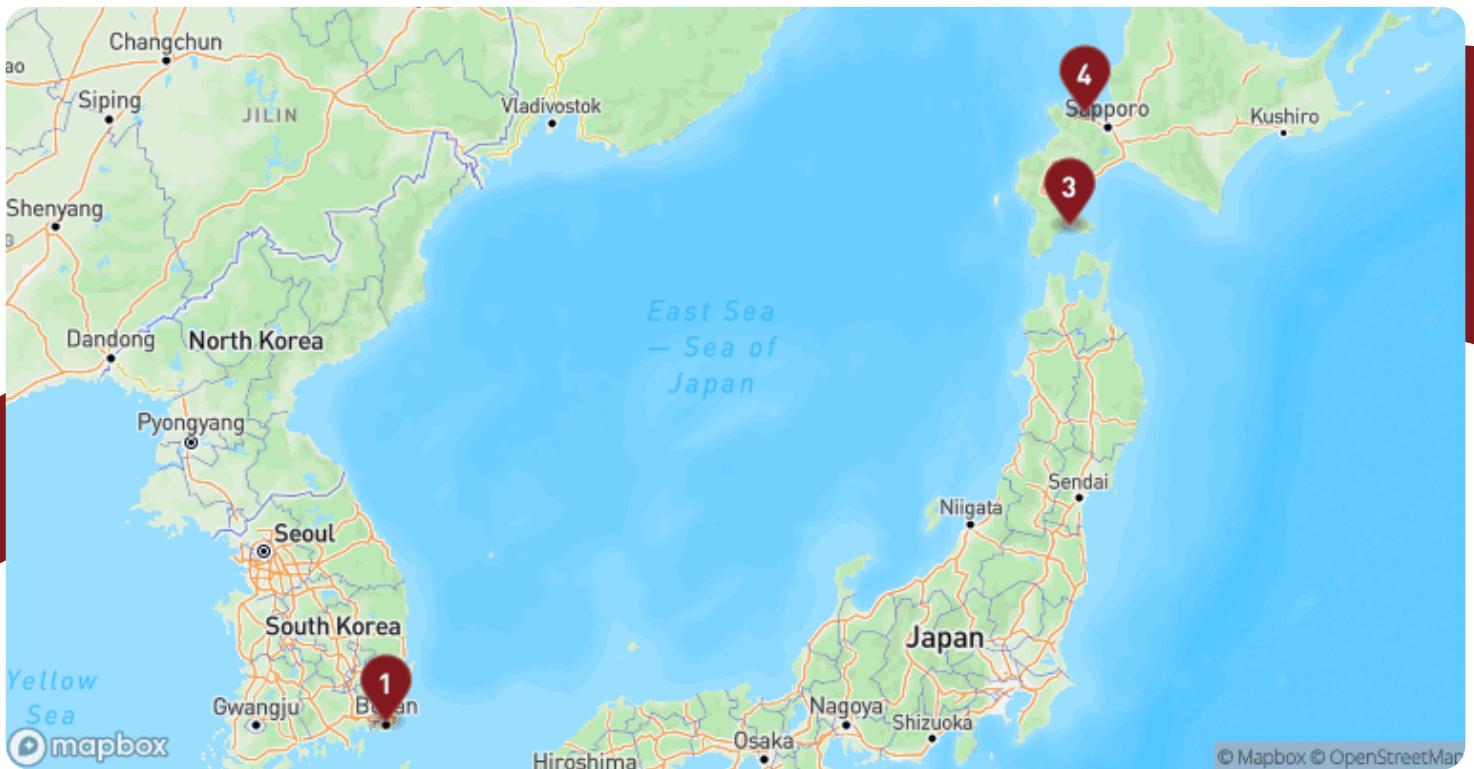 Changchun
ao
Siping
JILIN
Vladivostok
4
Sapporo
Kushiro
Shenyang
3
East Sea
— Sea of
Japan
Dandong
North Korea
Pyongyang
Sendai
Niigata
Seoul
South Korea
Japan
1
Yellow
Sea
Gwangju
Busan
Nagoya
Shizuoka
Osaka
Hiroshima
mapbox
© Mapbox © OpenStreetMap